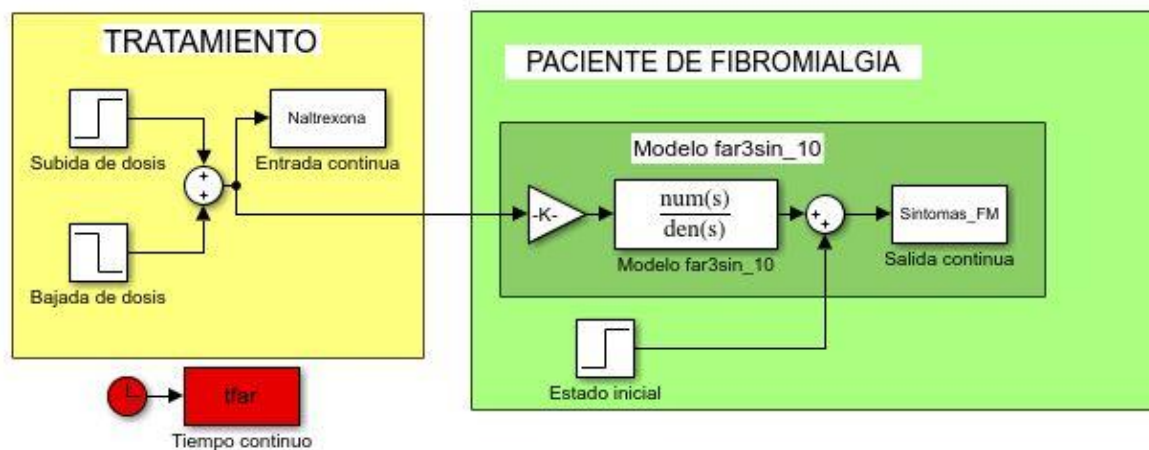 TRATAMIENTO
Subida de dosis
Naltrexona
Entrada continua
+
+
Bajada de dosis
tfar
Tiempo continuo
PACIENTE DE FIBROMIALGIA
Modelo far3sin_10
-K-
num(s)
den(s)
Modelo far3sin_10
+
+
Sintomas_FM
Salida continua
Estado inicial